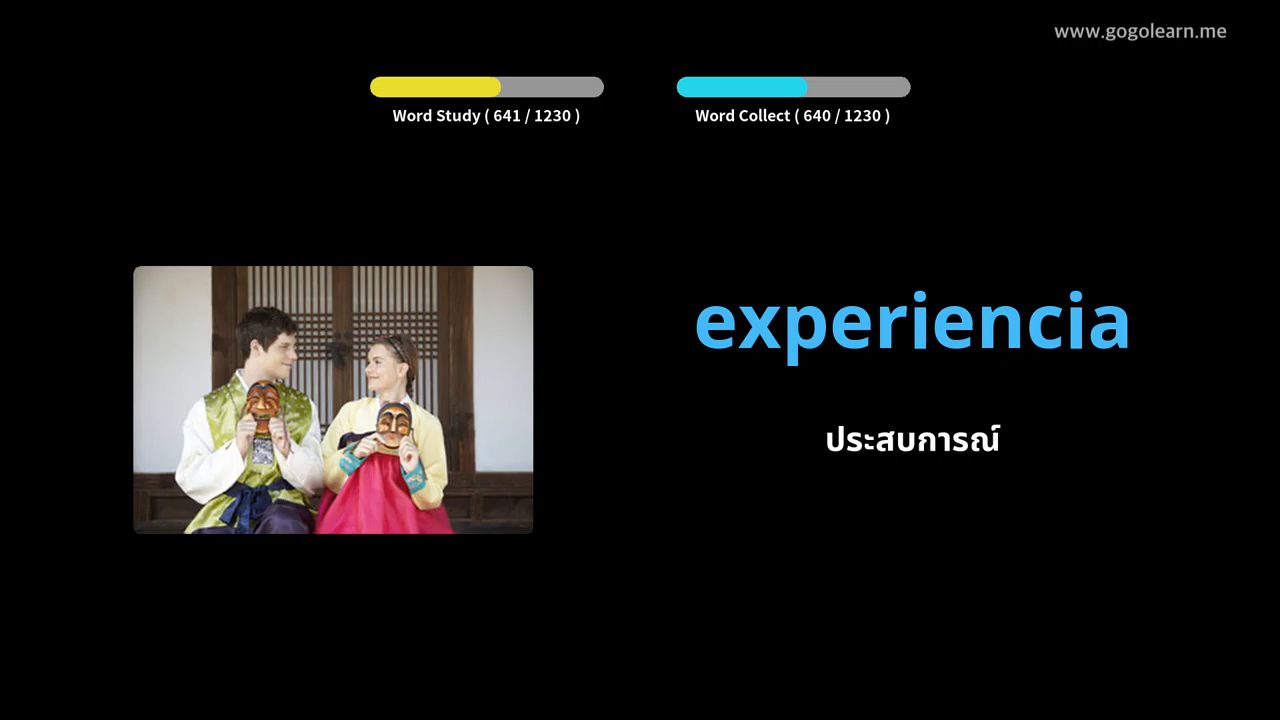 www.gogolearn.me
Word Study ( 641 / 1230 )
Word Collect ( 640 / 1230 )
experiencia
ประสบการณ์